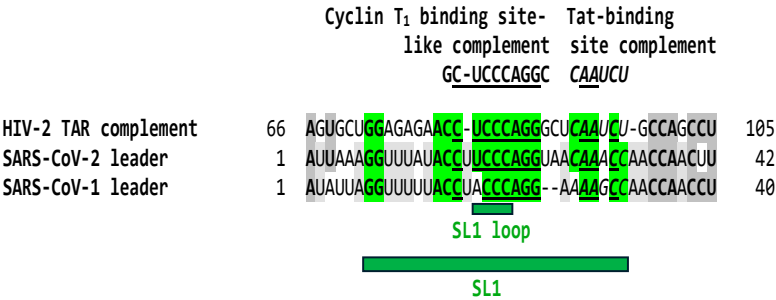 Cyclin T1 binding site-like complement
Tat-binding site complement
GC-UCCCAGGC CAAUCU
HIV-2 TAR complement 66 AGUGCUGGAGAGAACC-UCCCAGGGCUCAAUCU-GCCAGCCU 105
SARS-CoV-2 leader 1 AUUAAAGGUUUAUACCUUCCCAGGUAACAAACCAACCAACUU 42
SARS-CoV-1 leader 1 AUAUUAGGUUUUUACCUACCCAGG--AAAAGCCAACCAACCU 40
SL1 loop
SL1